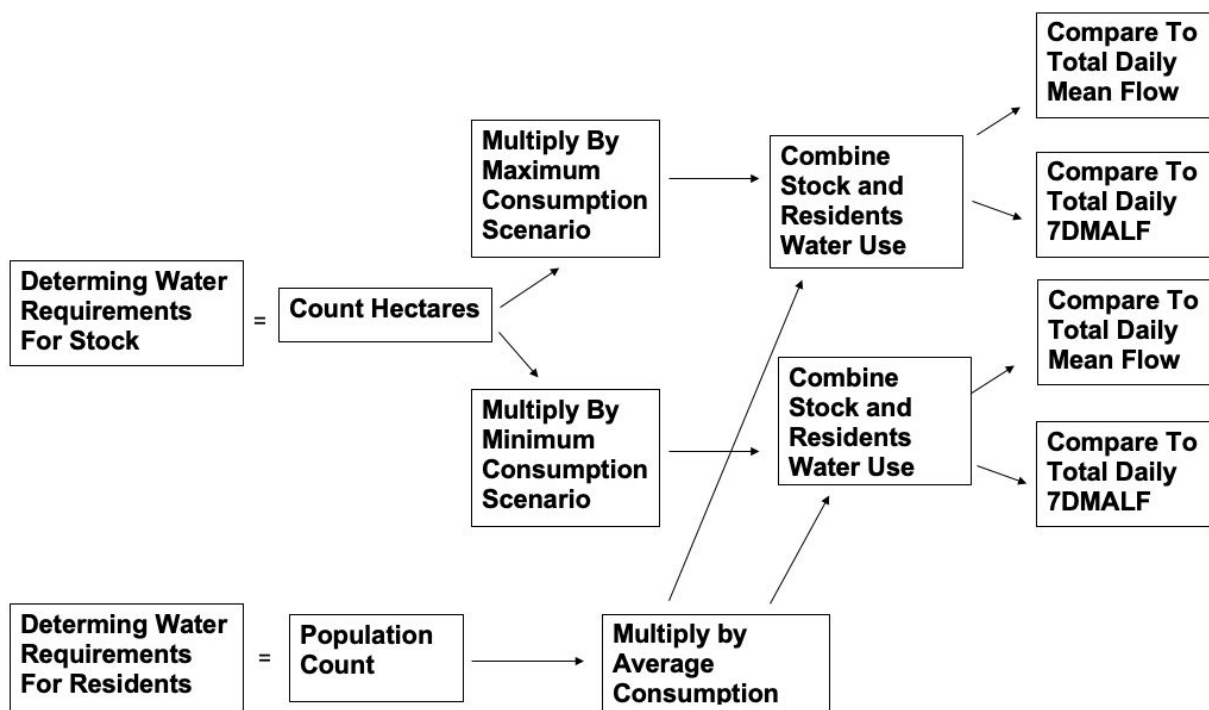 Compare To
Total Daily
Mean Flow
Multiply By
Maximum
Consumption
Scenario
Combine
Stock and
Residents
Water Use
Compare To
Total Daily
7DMALF
Determing Water
Requirements
For Stock
=
Count Hectares
Compare To
Total Daily
Mean Flow
Multiply By
Minimum
Consumption
Scenario
Combine
Stock and
Residents
Water Use
Compare To
Total Daily
7DMALF
Determing Water
Requirements
For Residents
=
Population
Count
Multiply by
Average
Consumption